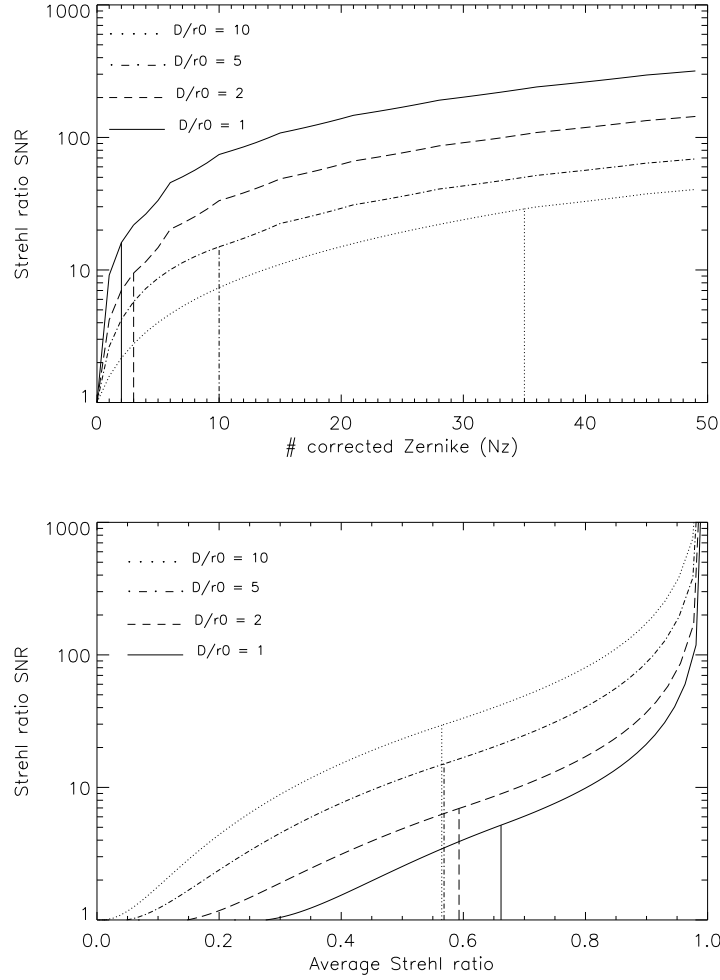 1000
100
10
1
Strehl ratio SNR
D/r0 = 10
D/r0 = 5
D/r0 = 2
D/r0 = 1
0 10 20 30 40 50
# corrected Zernike (Nz)
1000
100
10
1
Strehl ratio SNR
D/r0 = 10
D/r0 = 5
D/r0 = 2
D/r0 = 1
0.0 0.2 0.4 0.6 0.8 1.0
Average Strehl ratio